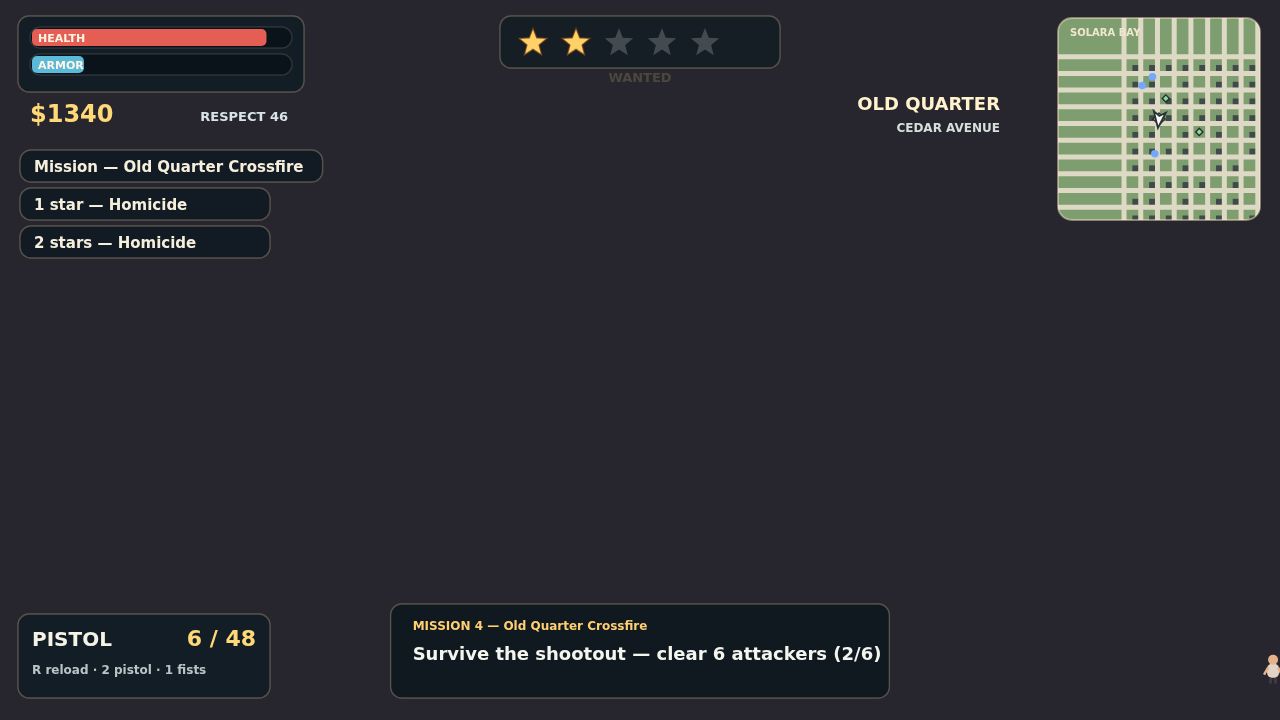 HEALTH
ARMOR
$1340
RESPECT 46
Mission — Old Quarter Crossfire
1 star — Homicide
2 stars — Homicide
WANTED
OLD QUARTER
CEDAR AVENUE
SOLARA BAY
PISTOL
6 / 48
R reload · 2 pistol · 1 fists
MISSION 4 — Old Quarter Crossfire
Survive the shootout — clear 6 attackers (2/6)